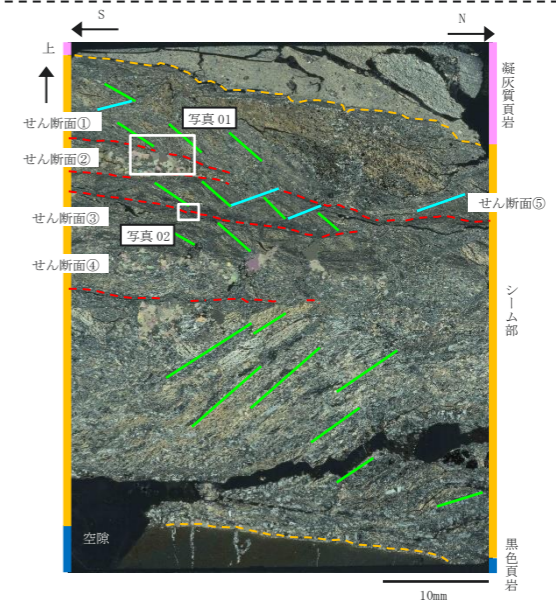 S
N
上
凝灰質頁岩
せん断面①
写真 01
せん断面②
せん断面⑤
せん断面③
写真 02
せん断面④
シーム部
空隙
黒色頁岩
10mm